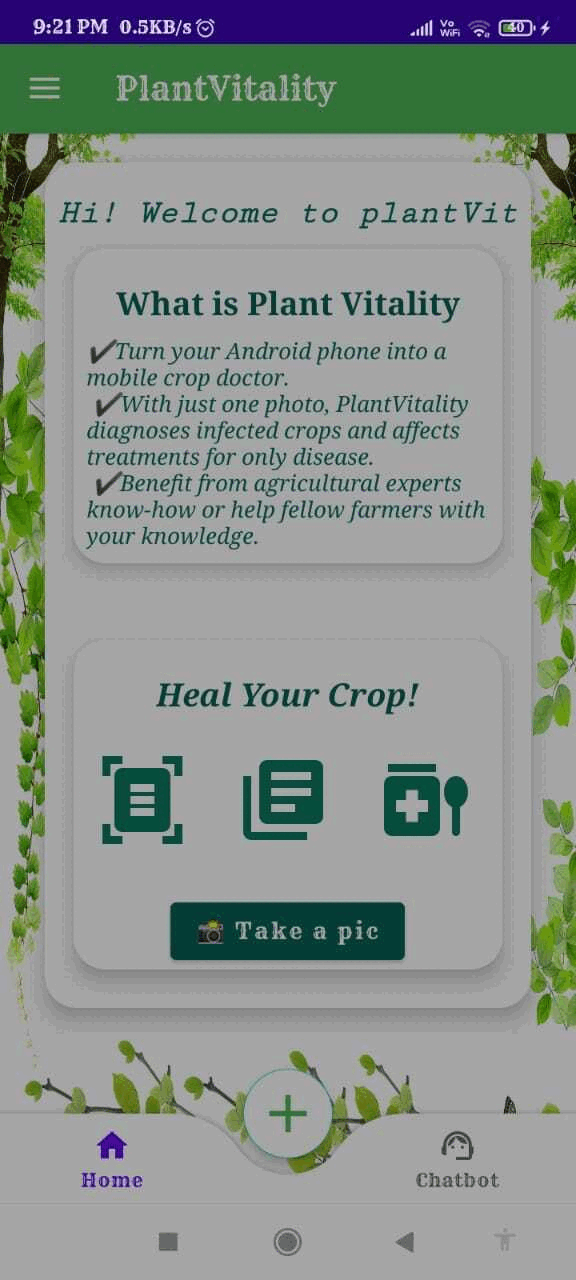 9:21 PM 0.5KB/s
Vo
WiFi
40
PlantVitality
Hi! Welcome to plantVit
What is Plant Vitality
✔Turn your Android phone into a
mobile crop doctor.
✔With just one photo, PlantVitality
diagnoses infected crops and affects
treatments for only disease.
✔Benefit from agricultural experts
know-how or help fellow farmers with
your knowledge.
Heal Your Crop!
📸 Take a pic
Home
Chatbot